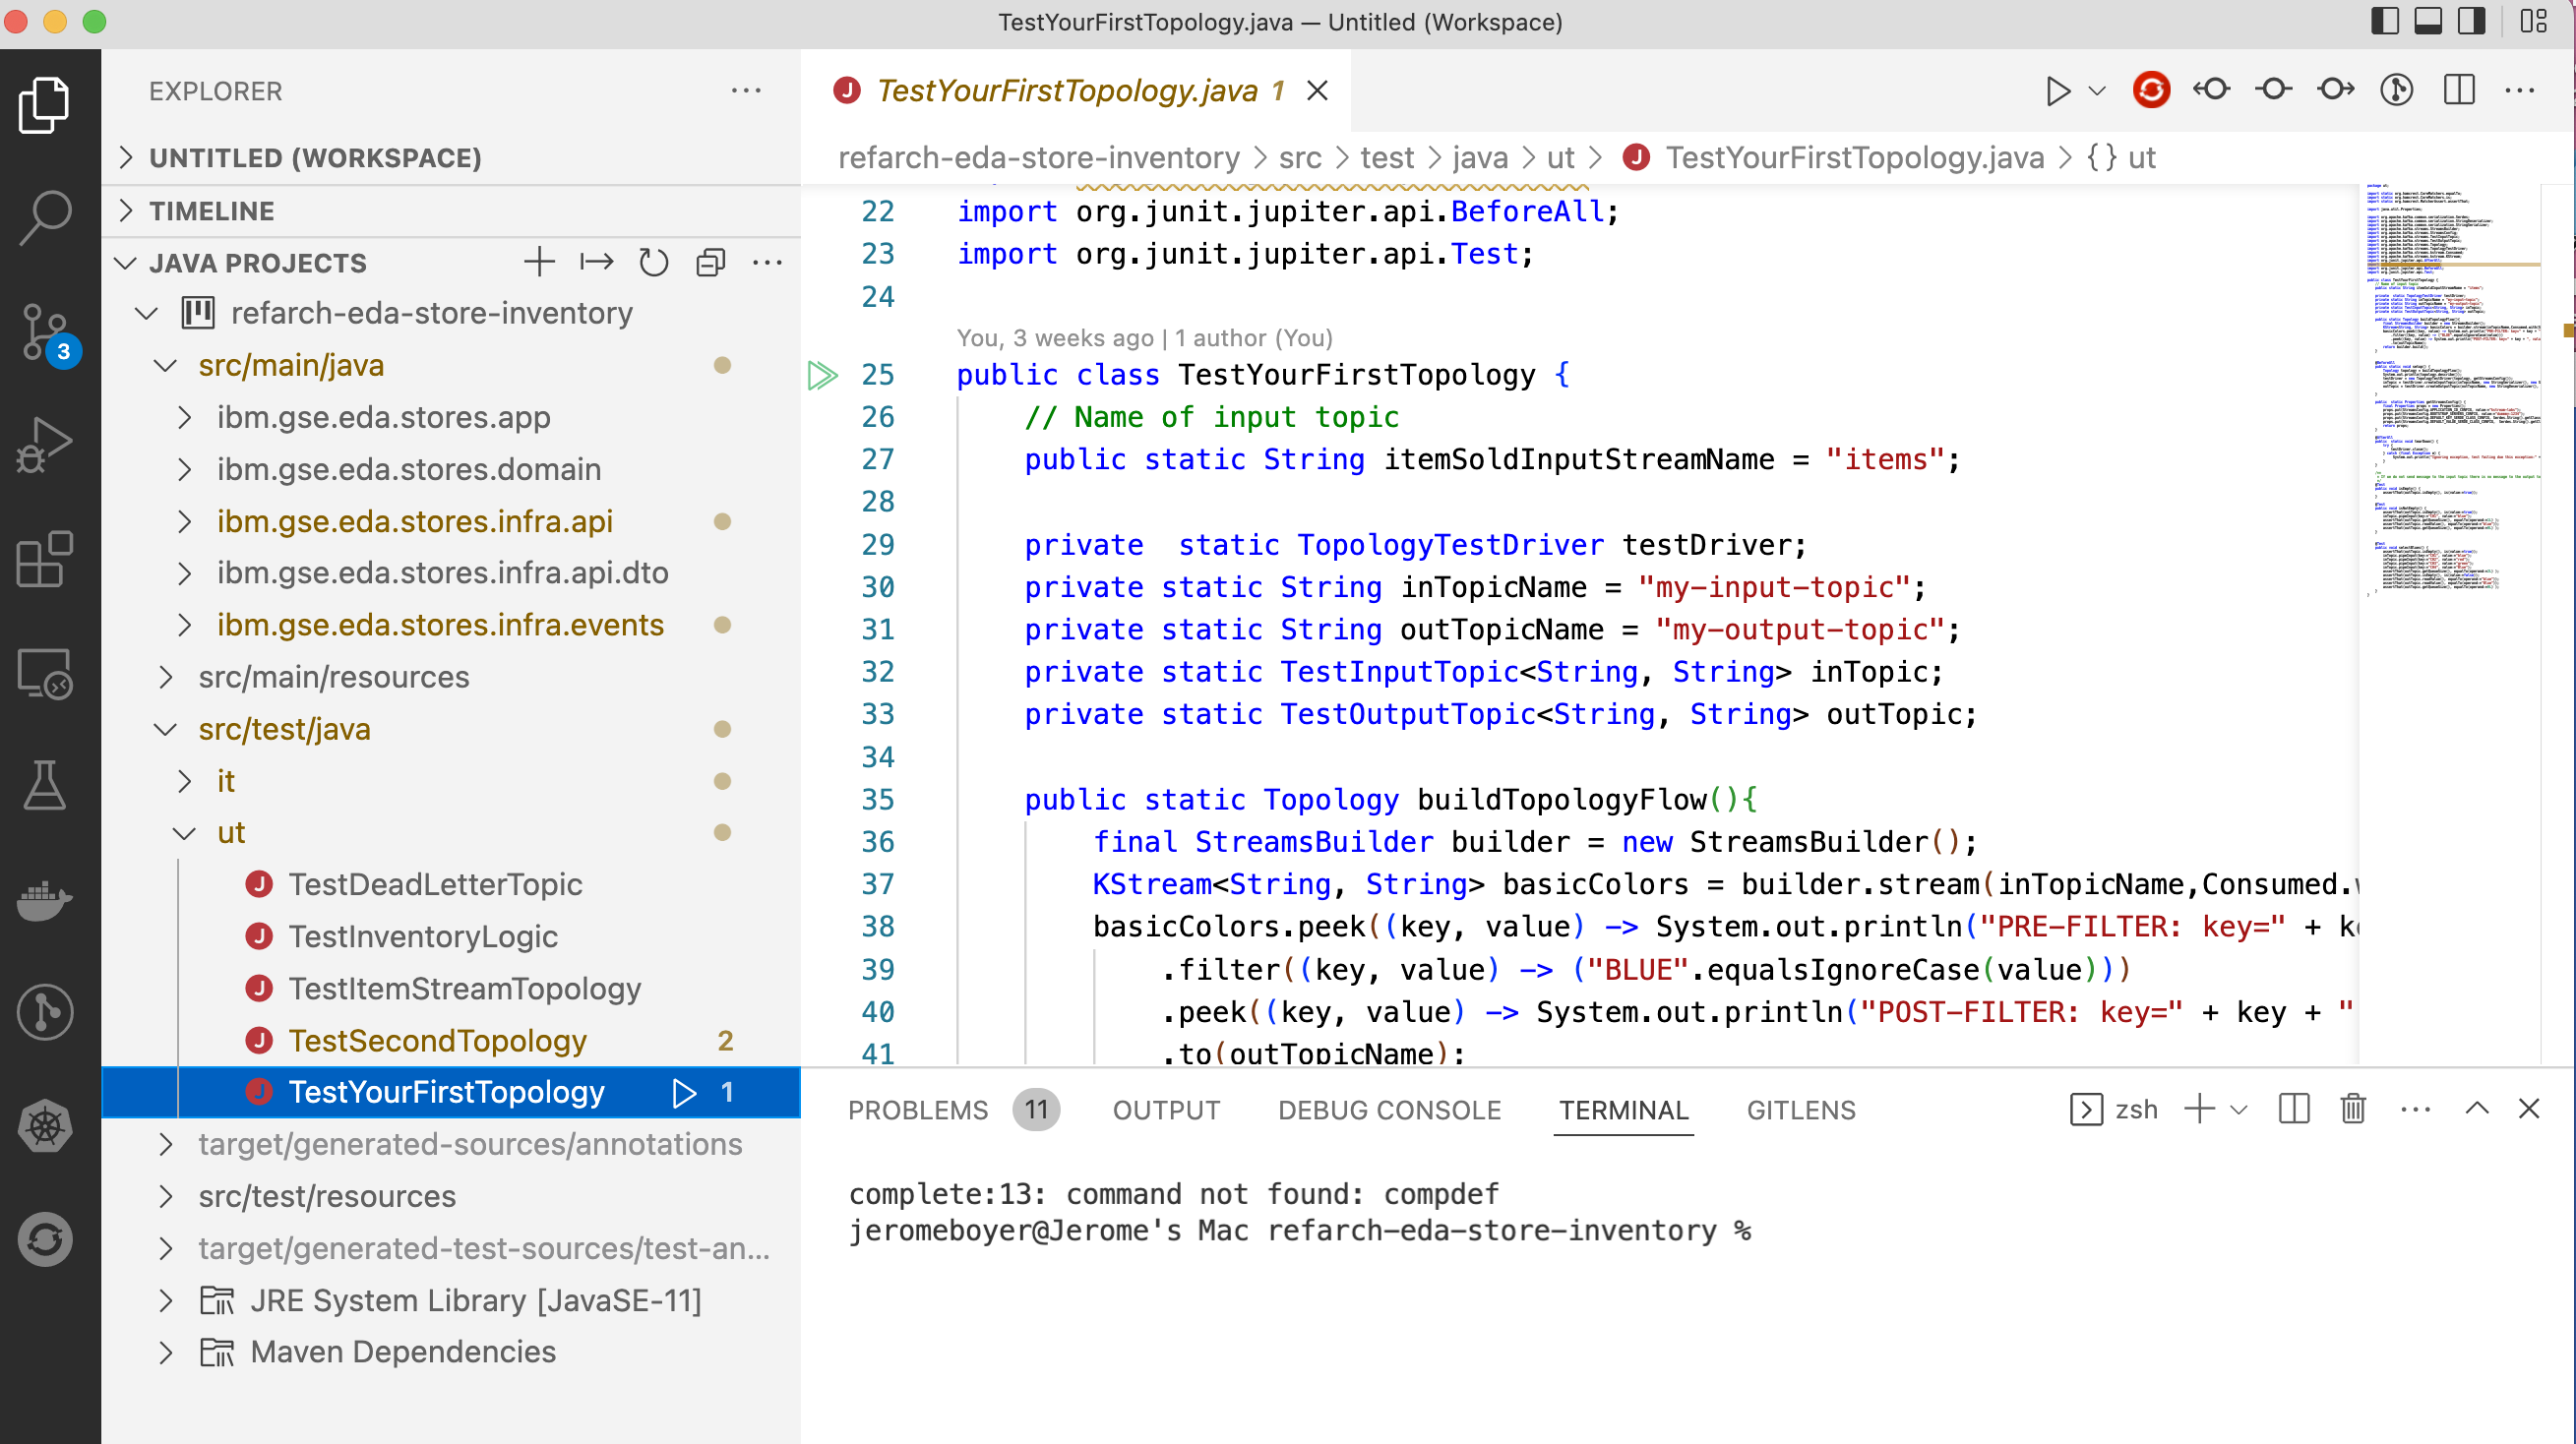 TestYourFirstTopology.java — Untitled (Workspace)
EXPLORER
UNTITLED (WORKSPACE)
TIMELINE
JAVA PROJECTS
refarch-eda-store-inventory
src/main/java
ibm.gse.eda.stores.app
ibm.gse.eda.stores.domain
ibm.gse.eda.stores.infra.api
ibm.gse.eda.stores.infra.api.dto
ibm.gse.eda.stores.infra.events
src/main/resources
src/test/java
it
ut
TestDeadLetterTopic
TestInventoryLogic
TestItemStreamTopology
TestSecondTopology 2
TestYourFirstTopology 1
target/generated-sources/annotations
src/test/resources
target/generated-test-sources/test-an...
JRE System Library [JavaSE-11]
Maven Dependencies
3
TestYourFirstTopology.java 1
refarch-eda-store-inventory > src > test > java > ut > TestYourFirstTopology.java > {} ut
22 import org.junit.jupiter.api.BeforeAll;
23 import org.junit.jupiter.api.Test;
24
You, 3 weeks ago | 1 author (You)
25 public class TestYourFirstTopology {
26 // Name of input topic
27 public static String itemSoldInputStreamName = "items";
28
29 private  static TopologyTestDriver testDriver;
30 private static String inTopicName = "my-input-topic";
31 private static String outTopicName = "my-output-topic";
32 private static TestInputTopic<String, String> inTopic;
33 private static TestOutputTopic<String, String> outTopic;
34
35 public static Topology buildTopologyFlow(){
36 final StreamsBuilder builder = new StreamsBuilder();
37 KStream<String, String> basicColors = builder.stream(inTopicName,Consumed.
38 basicColors.peek((key, value) -> System.out.println("PRE-FILTER: key=" + k
39 .filter((key, value) -> ("BLUE".equalsIgnoreCase(value)))
40 .peek((key, value) -> System.out.println("POST-FILTER: key=" + key + "
41 .to(outTopicName);
PROBLEMS 11 OUTPUT DEBUG CONSOLE TERMINAL GITLENS zsh
complete:13: command not found: compdef
jeromeboyer@Jerome's Mac refarch-eda-store-inventory %